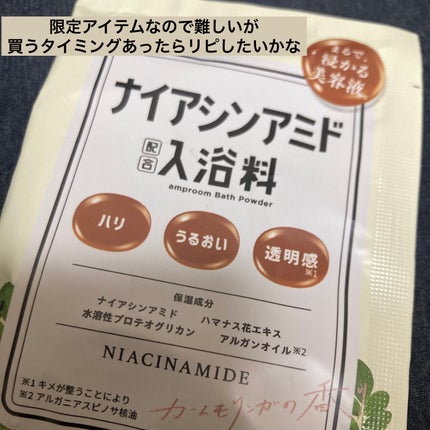 限定アイテムなので難しいが
買うタイミングあったらリピしたいかな
まるで、
浸かる
美容液
ナイアシンアミド
配合入浴料
amproom Bath Powder
ハリ
うるおい
透明感※1
保湿成分
ナイアシンアミド ハマナス花エキス
水溶性プロテオグリカン アルガンオイル※2
NIACINAMIDE
※1 キメが整うことにより
※2 アルガニアスピノサ核油
カームモリンガの香り